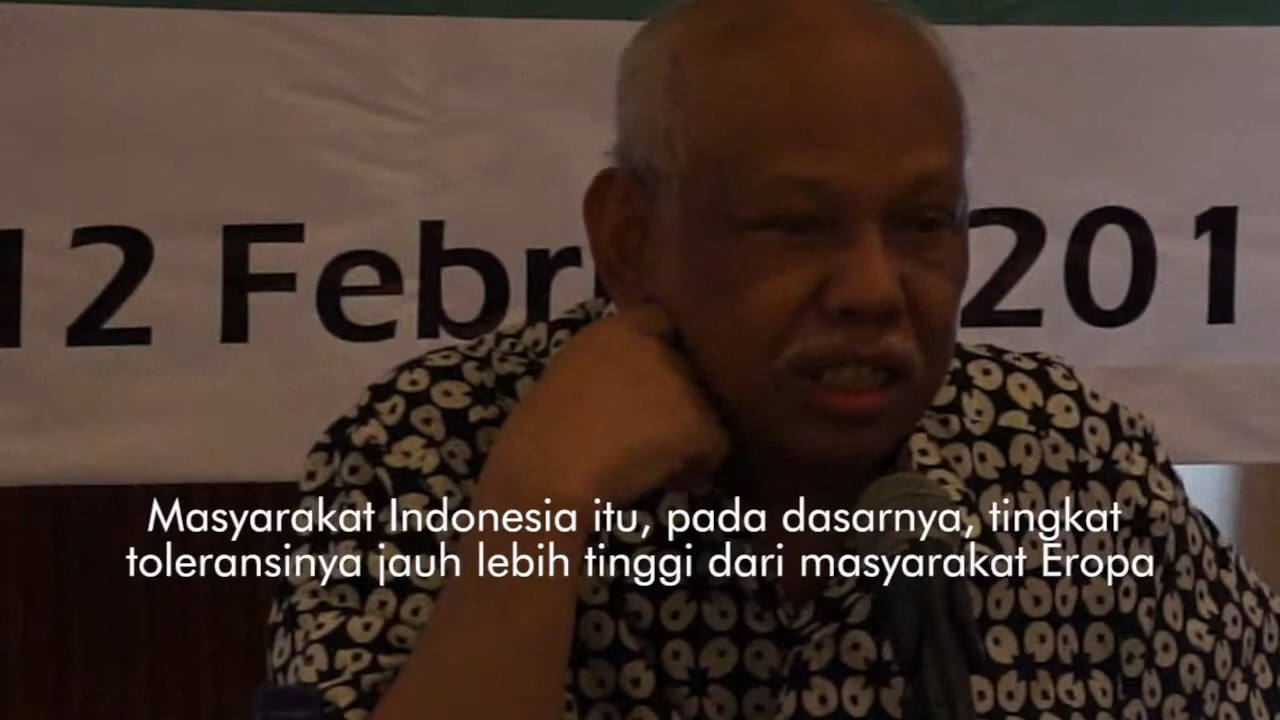 12 Febr 201
Masyarakat Indonesia itu, pada dasarnya, tingkat
toleransinya jauh lebih tinggi dari masyarakat Eropa